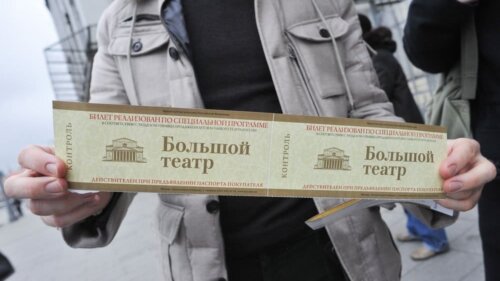 БИЛЕТ РЕАЛИЗОВАН ПО СПЕЦИАЛЬНОЙ ПРОГРАММЕ
КОНТРОЛЬ
Большой
театр
ДЕЙСТВИТЕЛЕН ПРИ ПРЕДЪЯВЛЕНИИ ПАСПОРТА ПОКУПАТЕЛЯ
БИЛЕТ РЕАЛИЗОВАН ПО СПЕЦИАЛЬНОЙ ПРОГРАММЕ
КОНТРОЛЬ
Большой
театр
ДЕЙСТВИТЕЛЕН ПРИ ПРЕДЪЯВЛЕНИИ ПАСПОРТА ПОКУПАТЕЛЯ